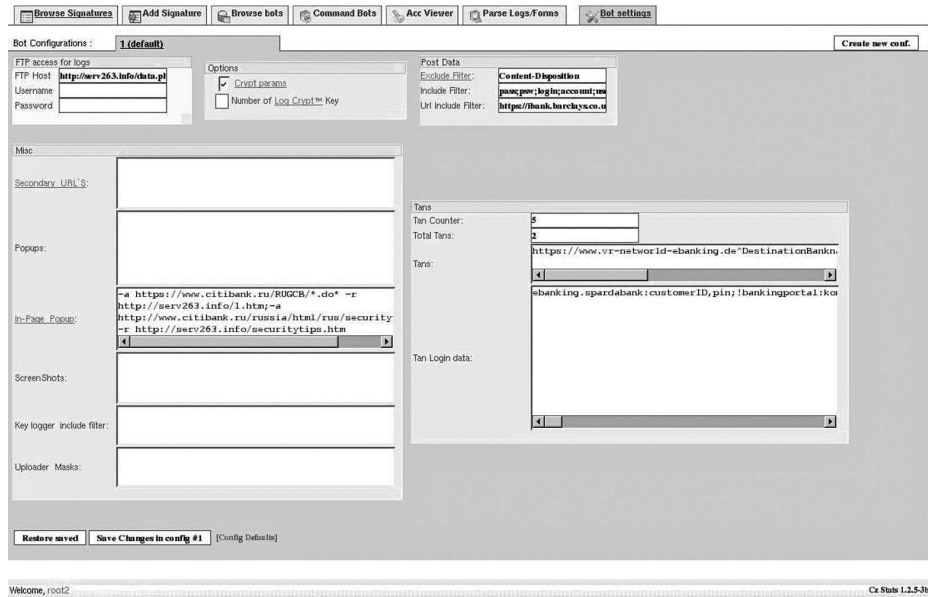 Browse Signatures Add Signature Browse bots Command Bots Acc Viewer Parse Logs/Forms Bot settings
Bot Configurations : 1 (default) Create new conf.
FTP access for logs
FTP Host http://serv263.info/data.pl
Username
Password
Options
Crypt params
Number of Log Crypt™ Key
Post Data
Exclude Filter: Content-Disposition
Include Filter: pass;psw;login;account;us
Url Include Filter: https://ibank.barclays.co.u
Misc
Secondary URL`S:
Popups:
In-Page Popup:
-a https://www.citibank.ru/RUGCB/*.do* -r
http://serv263.info/1.htm;-a
http://www.citibank.ru/russia/html/rus/security
-r http://serv263.info/securitytips.htm
ScreenShots:
Key logger include filter:
Uploader Masks:
Tans
Tan Counter: 5
Total Tans: 2
Tans: https://www.vr-networld-ebanking.de^DestinationBankn
Tan Login data: ebanking.spardabank:customerID,pin;!bankingportal:ko
Restore saved Save Changes in config #1 [Config Defaults]
Welcome, root2 Cz Stats 1.2.5-3b